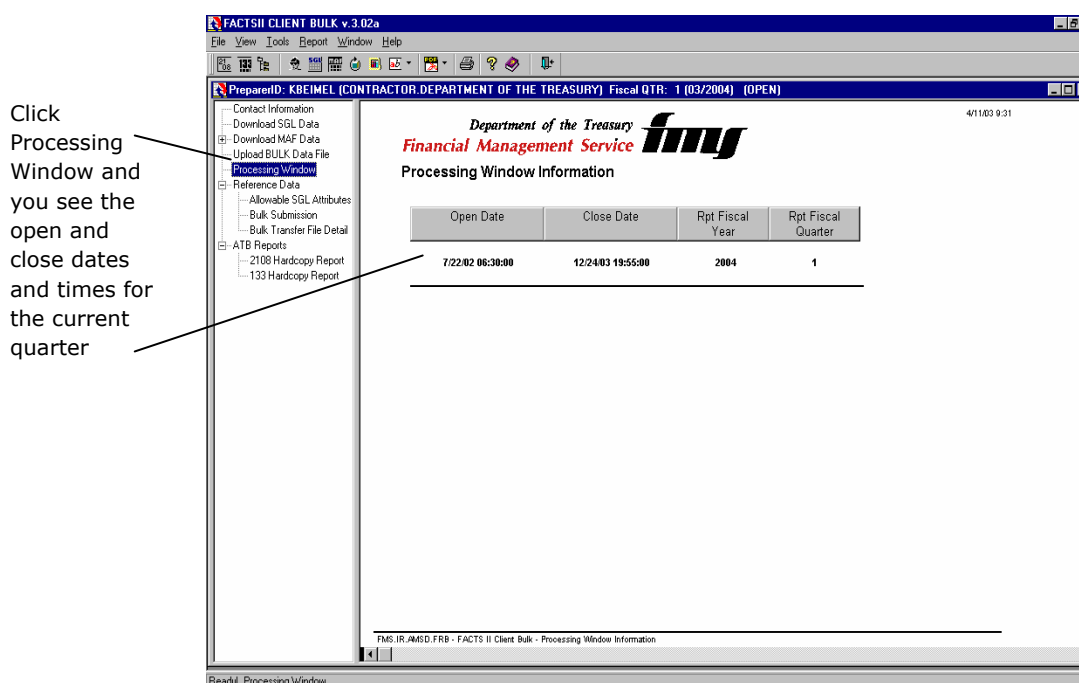 FACTSII CLIENT BULK v.3.02a
File View Tools Report Window Help
PreparerID: KBEIMEL (CONTRACTOR.DEPARTMENT OF THE TREASURY) Fiscal QTR: 1 (03/2004) (OPEN)
Click
Processing
Window and
you see the
open and
close dates
and times for
the current
quarter
Contact Information
Download SGL Data
Download MAF Data
Upload BULK Data File
Processing Window
Reference Data
Allowable SGL Attributes
Bulk Submission
Bulk Transfer File Detail
ATB Reports
2108 Hardcopy Report
133 Hardcopy Report
4/11/03 9:31
Department of the Treasury
Financial Management Service
fms
Processing Window Information
Open Date Close Date Rpt Fiscal Year Rpt Fiscal Quarter
7/22/02 06:30:00 12/24/03 19:55:00 2004 1
FMS.IR.AMSD.FRB - FACTS II Client Bulk - Processing Window Information
Ready! Processing Window